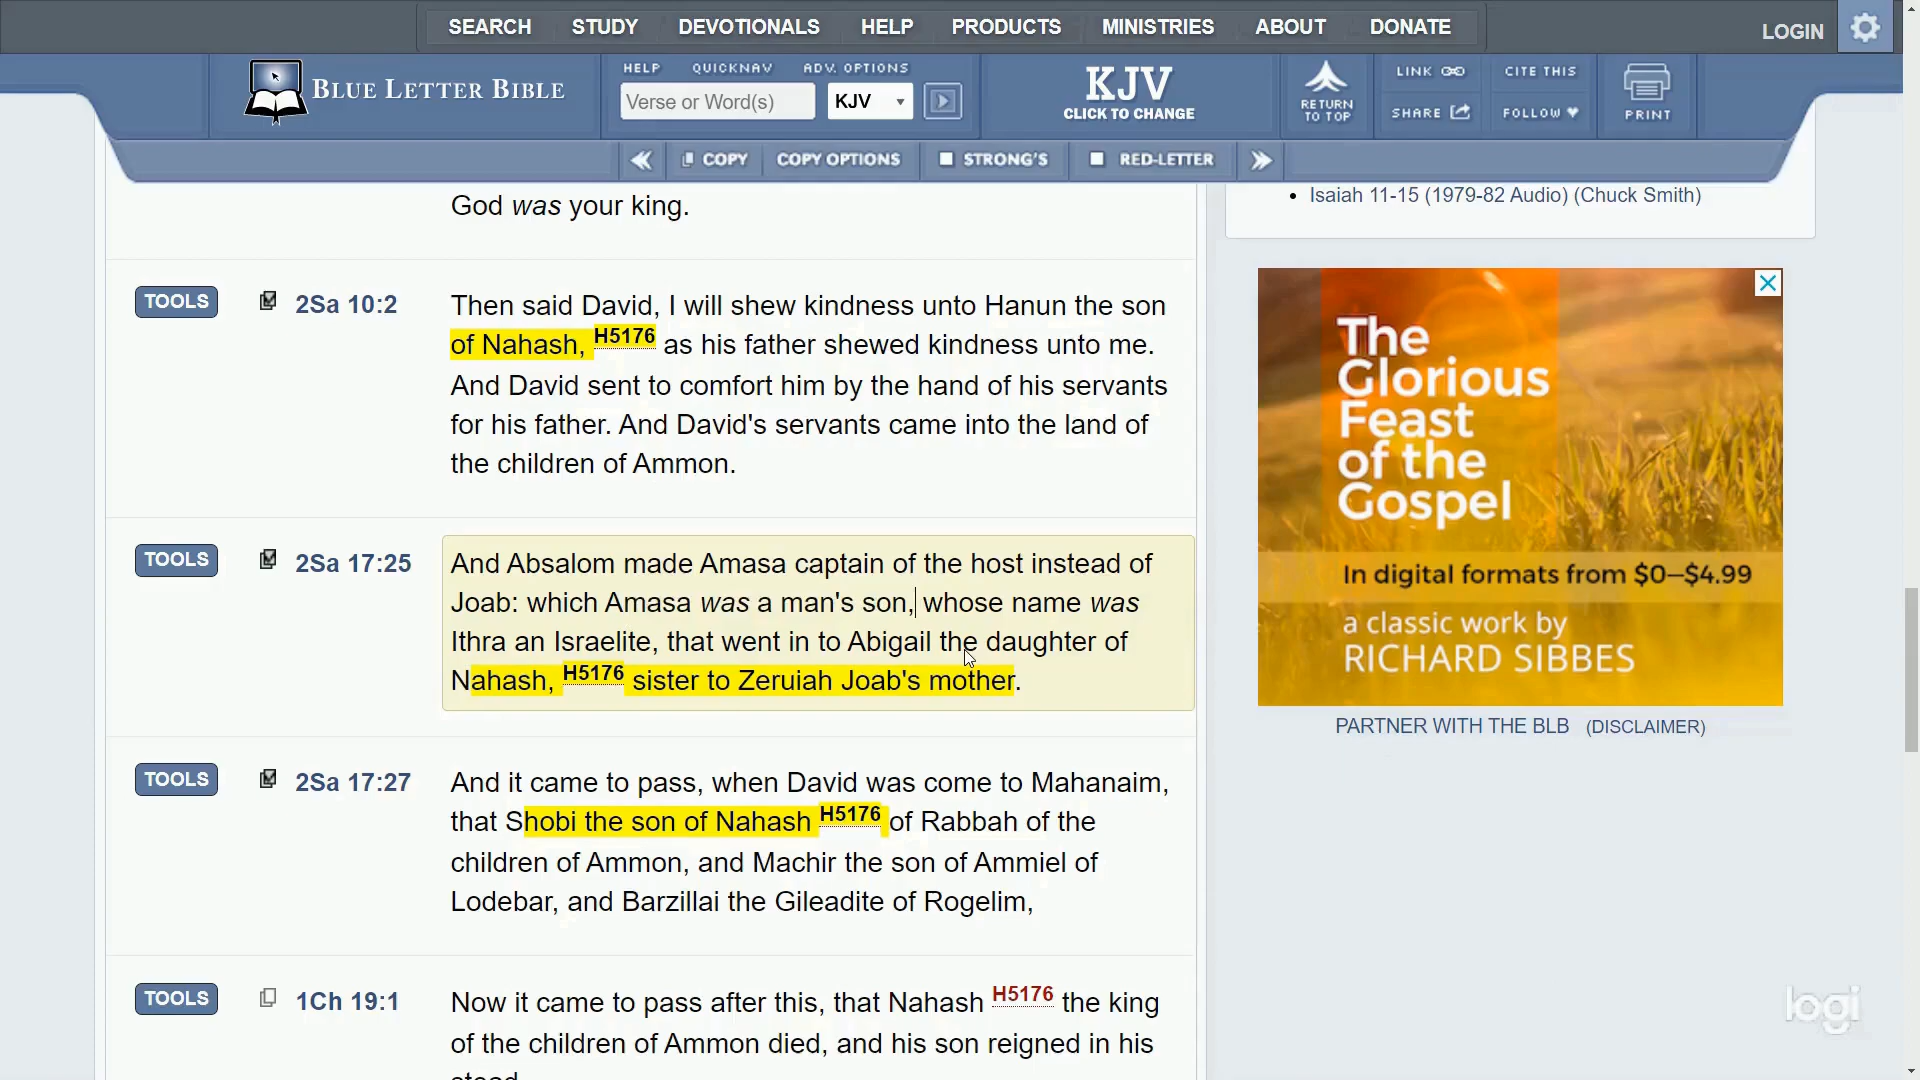 SEARCH STUDY DEVOTIONALS HELP PRODUCTS MINISTRIES ABOUT DONATE
LOGIN
BLUE LETTER BIBLE
HELP QUICKNAV ADV. OPTIONS
Verse or Word(s) KJV
KJV
CLICK TO CHANGE
RETURN
TO TOP
LINK CITE THIS
SHARE FOLLOW
PRINT
COPY COPY OPTIONS STRONG'S RED-LETTER
God was your king.
TOOLS 2Sa 10:2
Then said David, I will shew kindness unto Hanun the son
of Nahash, H5176 as his father shewed kindness unto me.
And David sent to comfort him by the hand of his servants
for his father. And David's servants came into the land of
the children of Ammon.
TOOLS 2Sa 17:25
And Absalom made Amasa captain of the host instead of
Joab: which Amasa was a man's son, whose name was
Ithra an Israelite, that went in to Abigail the daughter of
Nahash, H5176 sister to Zeruiah Joab's mother.
TOOLS 2Sa 17:27
And it came to pass, when David was come to Mahanaim,
that Shobi the son of Nahash H5176 of Rabbah of the
children of Ammon, and Machir the son of Ammiel of
Lodebar, and Barzillai the Gileadite of Rogelim,
TOOLS 1Ch 19:1
Now it came to pass after this, that Nahash H5176 the king
of the children of Ammon died, and his son reigned in his
stead.
• Isaiah 11-15 (1979-82 Audio) (Chuck Smith)
The
Glorious
Feast
of the
Gospel
In digital formats from $0–$4.99
a classic work by
RICHARD SIBBES
PARTNER WITH THE BLB (DISCLAIMER)
logi